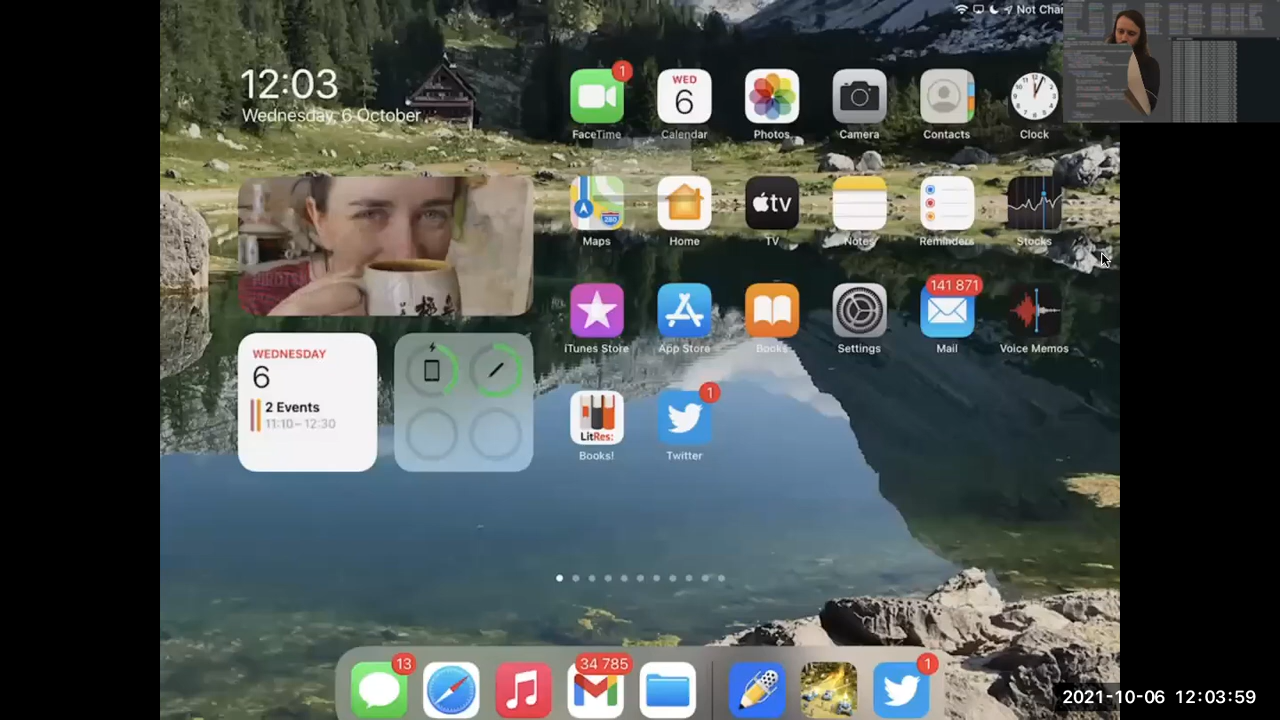 Not Char
12:03
Wednesday, 6 October
1
WED
6
FaceTime
Calendar
Photos
Camera
Contacts
Clock
280
tv
Maps
Home
TV
Notes
Reminders
Stocks
141 871
iTunes Store
App Store
Books
Settings
Mail
Voice Memos
WEDNESDAY
6
2 Events
11:10 – 12:30
LitRes:
1
Books!
Twitter
13
34 785
1
2021-10-06 12:03:59